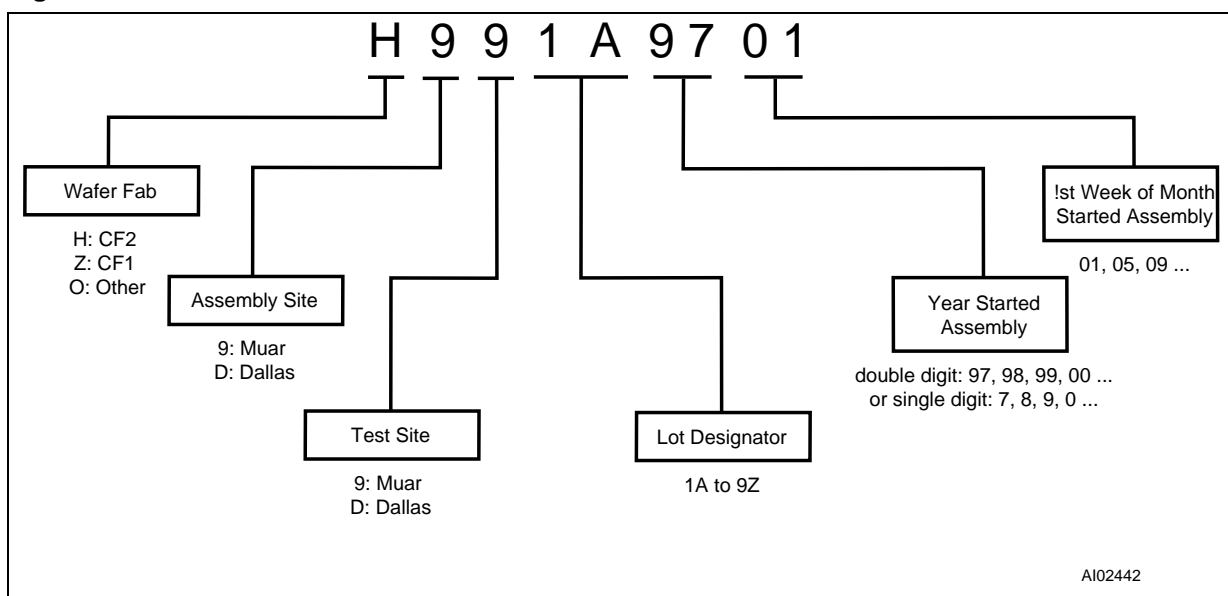 H 9 9 1 A 9 7 0 1
Wafer Fab
H: CF2
Z: CF1
O: Other
Assembly Site
9: Muar
D: Dallas
Test Site
9: Muar
D: Dallas
Lot Designator
1A to 9Z
Year Started
Assembly
double digit: 97, 98, 99, 00 ...
or single digit: 7, 8, 9, 0 ...
!st Week of Month
Started Assembly
01, 05, 09 ...
AI02442